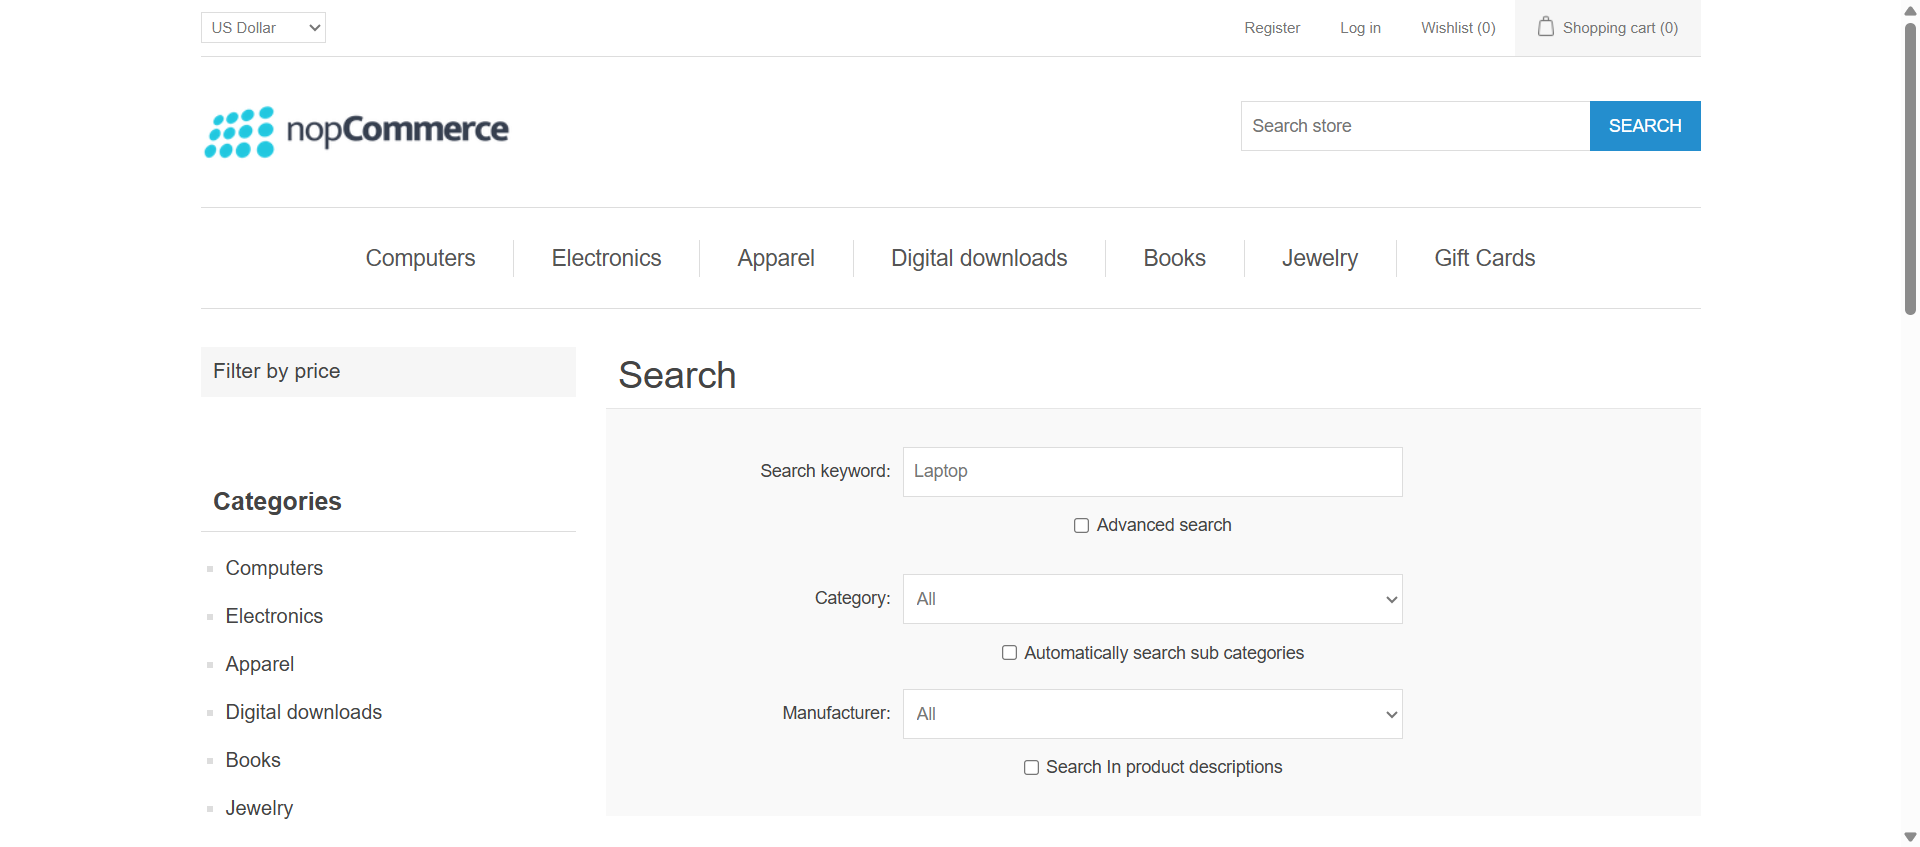 US Dollar
Register
Log in
Wishlist (0)
Shopping cart (0)
nopCommerce
Search store
SEARCH
Computers
Electronics
Apparel
Digital downloads
Books
Jewelry
Gift Cards
Filter by price
Categories
Computers
Electronics
Apparel
Digital downloads
Books
Jewelry
Search
Search keyword:
Laptop
Advanced search
Category:
All
Automatically search sub categories
Manufacturer:
All
Search In product descriptions